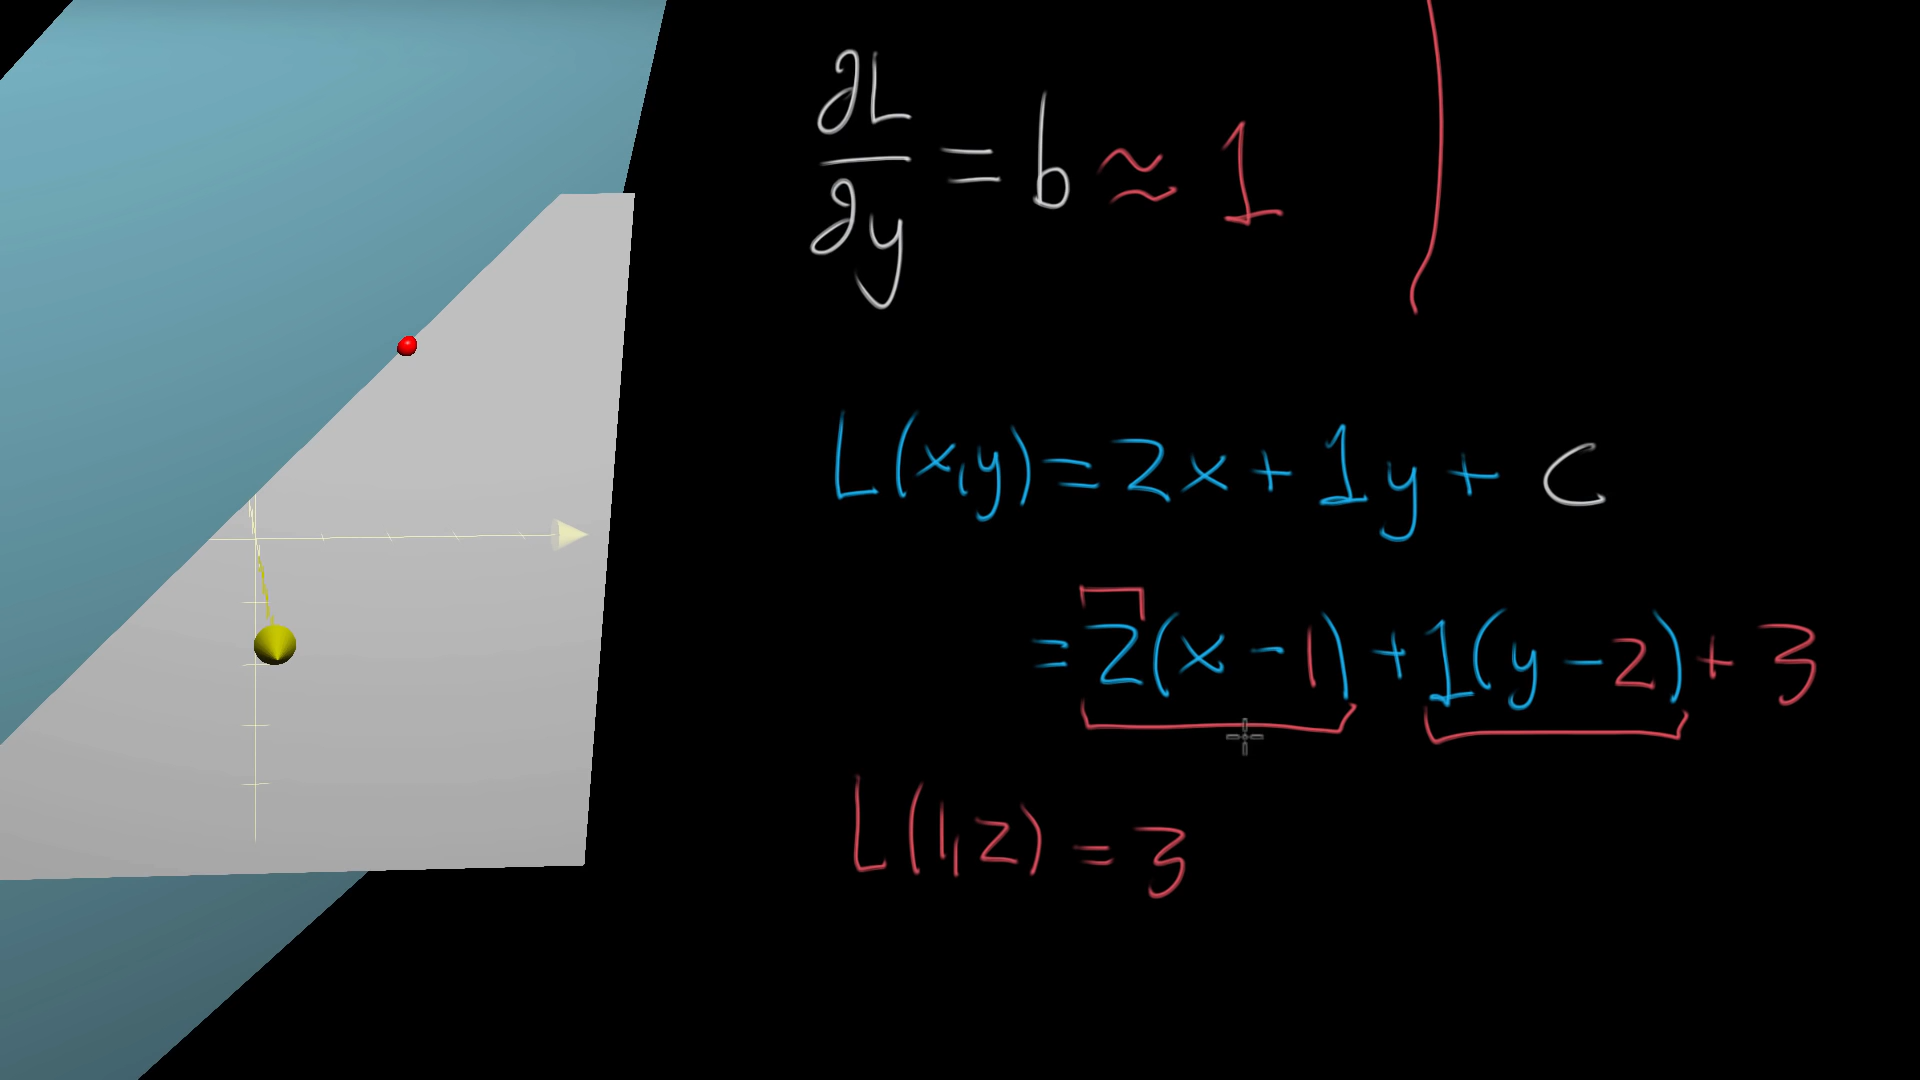 ∂L/∂y = b ≈ 1
L(x,y) = 2x + 1y + C
= 2(x - 1) + 1(y - 2) + 3
L(1,2) = 3